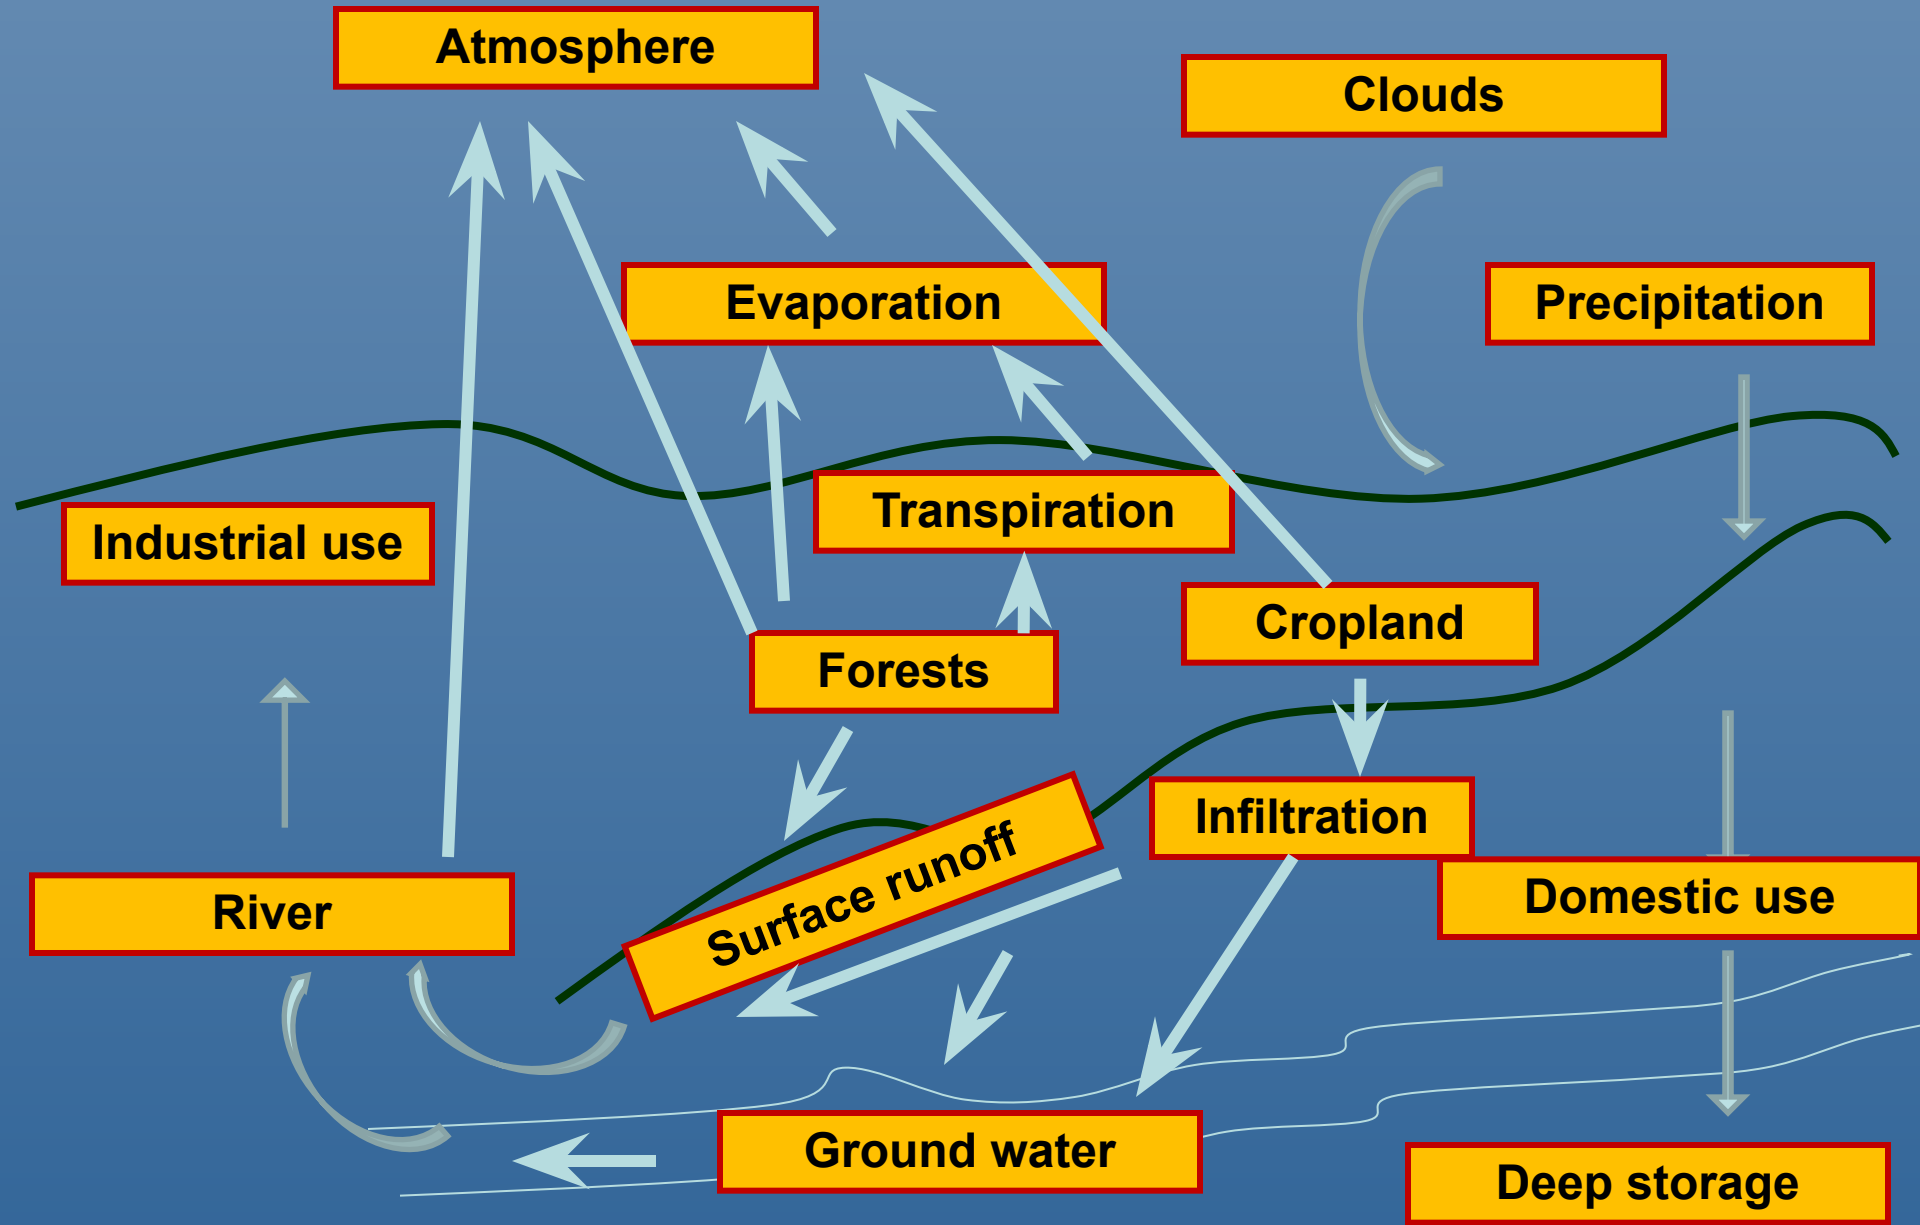 Atmosphere
Clouds
Evaporation
Precipitation
Transpiration
Industrial use
Cropland
Forests
Infiltration
Surface runoff
Domestic use
River
Ground water
Deep storage